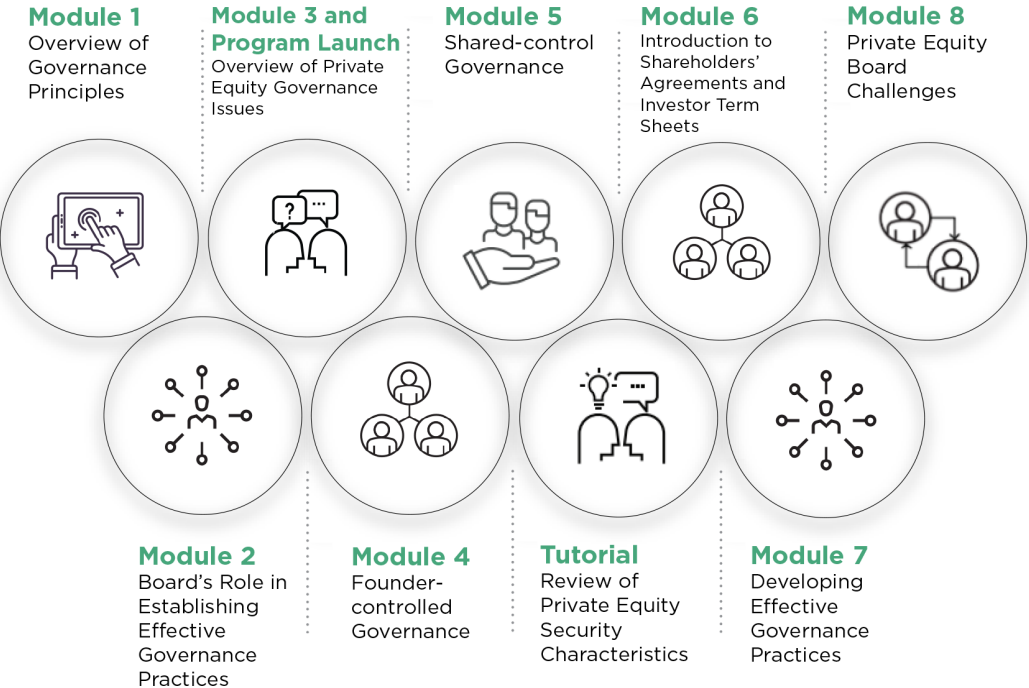 Module 1
Overview of
Governance
Principles
Module 3 and
Program Launch
Overview of Private
Equity Governance
Issues
Module 5
Shared-control
Governance
Module 6
Introduction to
Shareholders’
Agreements and
Investor Term
Sheets
Module 8
Private Equity
Board
Challenges
?
...
...
Module 2
Board’s Role in
Establishing
Effective
Governance
Practices
Module 4
Founder-
controlled
Governance
Tutorial
Review of
Private Equity
Security
Characteristics
Module 7
Developing
Effective
Governance
Practices